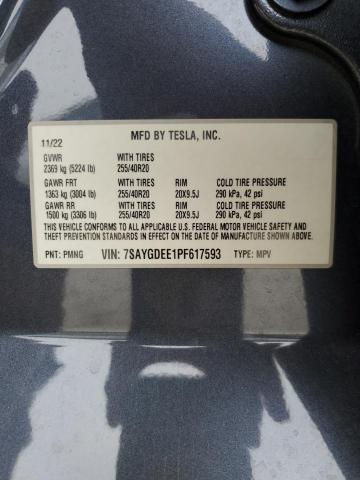 MFD BY TESLA, INC.
11/22
GVWR WITH TIRES
2369 kg (5224 lb) 255/40R20
GAWR FRT WITH TIRES RIM COLD TIRE PRESSURE
1363 kg (3004 lb) 255/40R20 20X9.5J 290 kPa, 42 psi
GAWR RR WITH TIRES RIM COLD TIRE PRESSURE
1500 kg (3306 lb) 255/40R20 20X9.5J 290 kPa, 42 psi
THIS VEHICLE CONFORMS TO ALL APPLICABLE U.S. FEDERAL MOTOR VEHICLE SAFETY AND
THEFT PREVENTION STANDARDS IN EFFECT ON THE DATE OF MANUFACTURE SHOWN ABOVE.
PNT: PMNG VIN: 7SAYGDEE1PF617593 TYPE: MPV